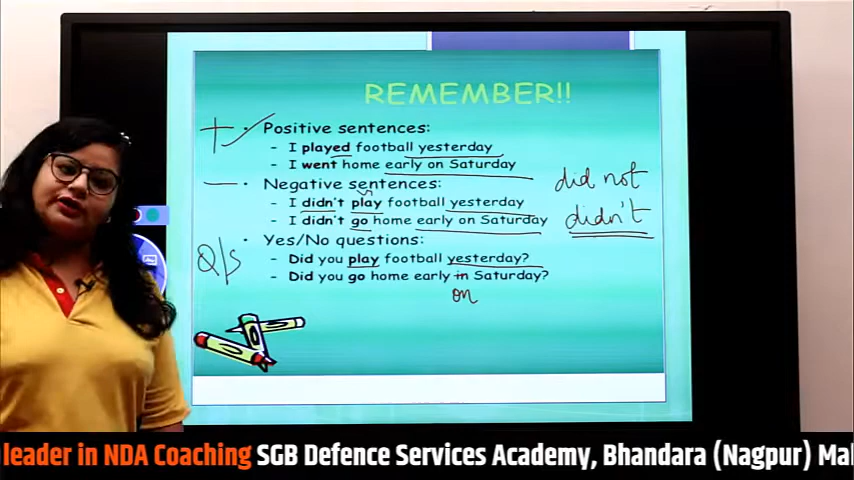 REMEMBER!!
+ • Positive sentences:
- I played football yesterday
- I went home early on Saturday
— • Negative sentences:
- I didn't play football yesterday
- I didn't go home early on Saturday
did not
didn't
Q/S • Yes/No questions:
- Did you play football yesterday?
- Did you go home early in Saturday?
on
leader in NDA Coaching SGB Defence Services Academy, Bhandara (Nagpur) Mal